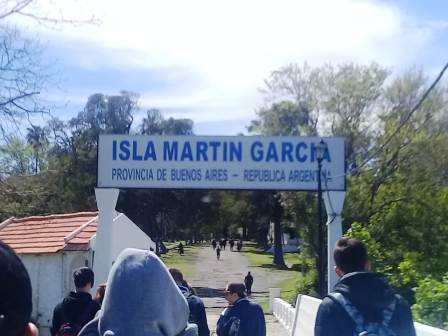 ISLA MARTIN GARCIA
PROVINCIA DE BUENOS AIRES - REPUBLICA ARGENTINA